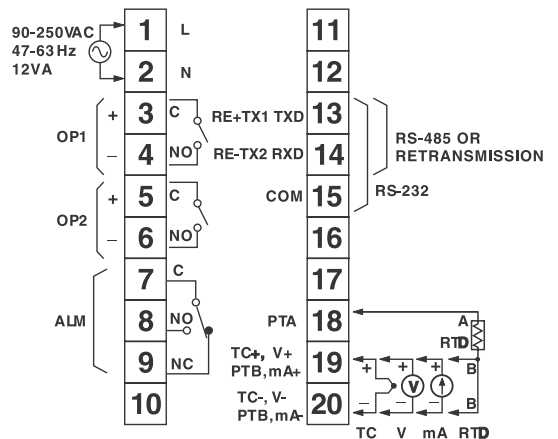 90-250VAC
47-63 Hz
12VA
1 L
2 N
OP1 + 3 C
− 4 NO
OP2 + 5 C
− 6 NO
ALM
7 C
8 NO
9 NC
10
11
12
RE+TX1 TXD 13
RE-TX2 RXD 14
RS-485 OR
RETRANSMISSION
COM 15
RS-232
16
17
PTA 18
A
RTD
TC+, V+
PTB, mA+
19
+ + + B
V
TC-, V-
PTB, mA-
20
− − − B
TC V mA RTD